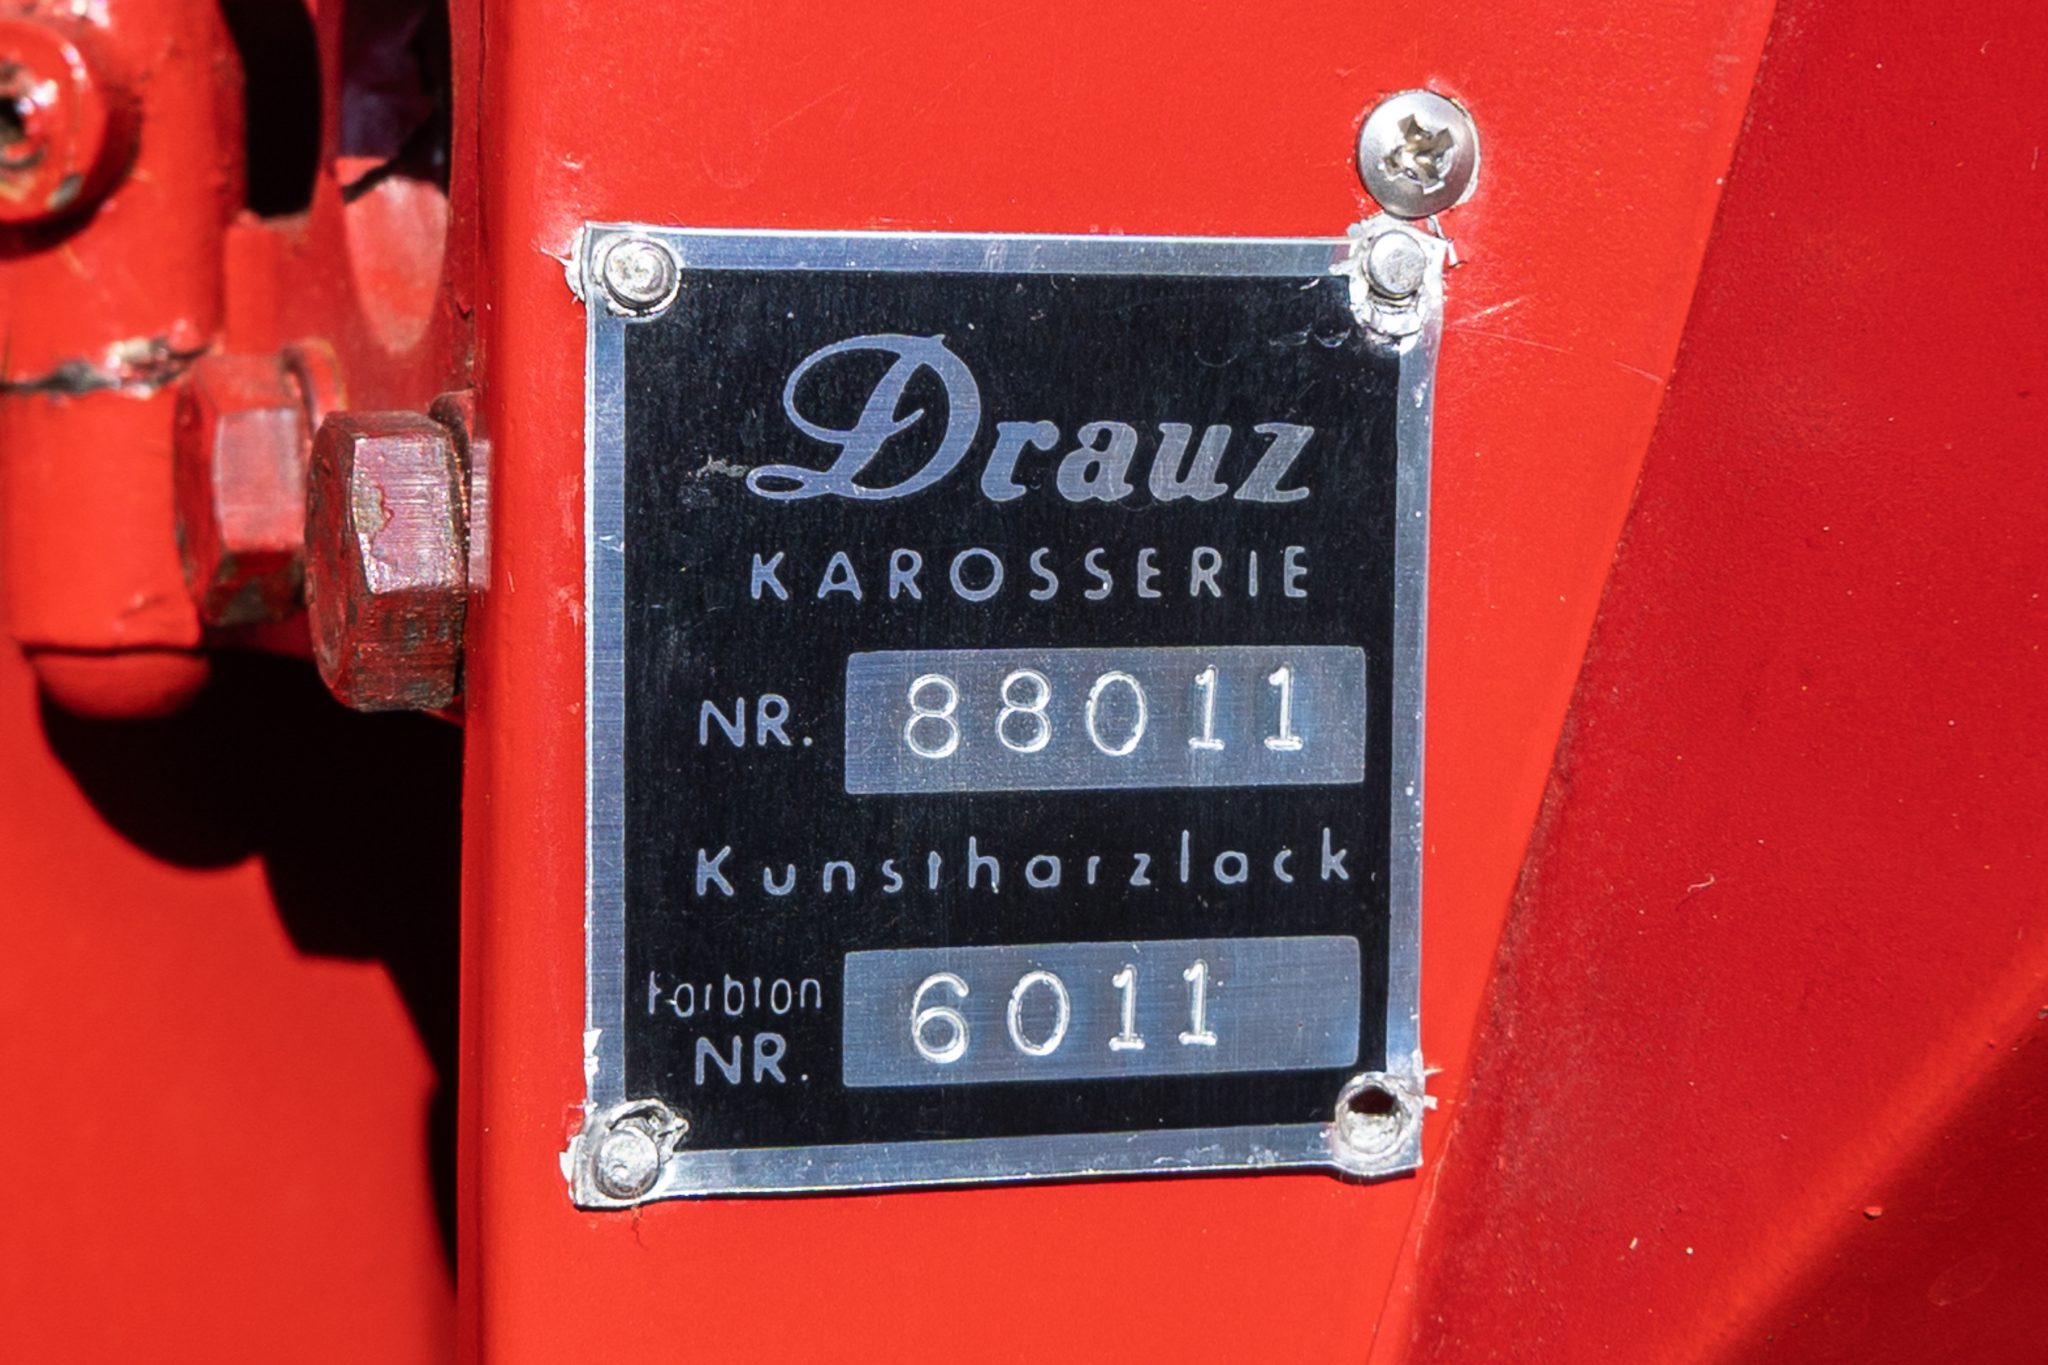 Drauz
KAROSSERIE
NR. 88011
Kunstharzlack
Farbton
NR. 6011